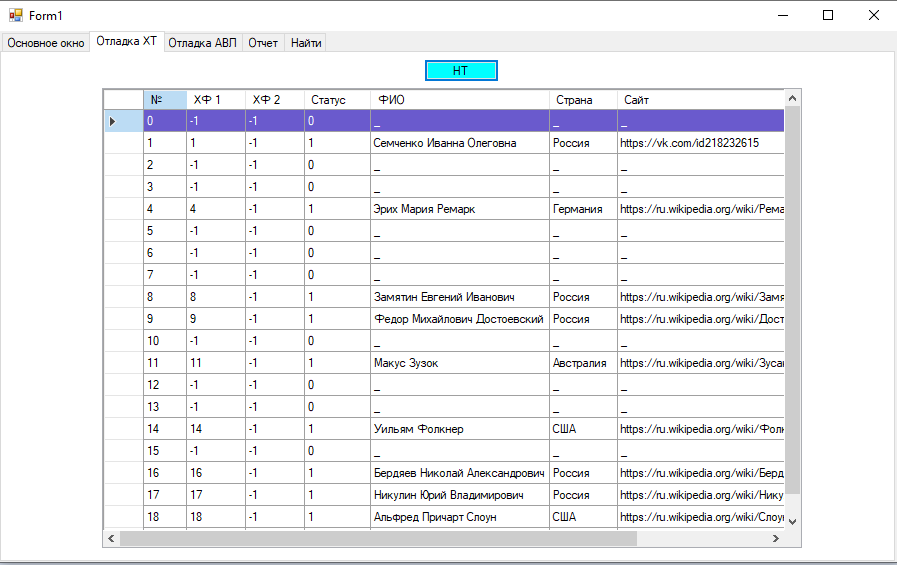 Form1
Основное окно Отладка ХТ Отладка АВЛ Отчет Найти
HT
№ ХФ 1 ХФ 2 Статус ФИО Страна Сайт
0 -1 -1 0 _ _ _
1 1 -1 1 Семченко Иванна Олеговна Россия https://vk.com/id218232615
2 -1 -1 0 _ _ _
3 -1 -1 0 _ _ _
4 4 -1 1 Эрих Мария Ремарк Германия https://ru.wikipedia.org/wiki/Рема
5 -1 -1 0 _ _ _
6 -1 -1 0 _ _ _
7 -1 -1 0 _ _ _
8 8 -1 1 Замятин Евгений Иванович Россия https://ru.wikipedia.org/wiki/Замя
9 9 -1 1 Федор Михайлович Достоевский Россия https://ru.wikipedia.org/wiki/Дост
10 -1 -1 0 _ _ _
11 11 -1 1 Макус Зузок Австралия https://ru.wikipedia.org/wiki/Зуса
12 -1 -1 0 _ _ _
13 -1 -1 0 _ _ _
14 14 -1 1 Уильям Фолкнер США https://ru.wikipedia.org/wiki/Фолк
15 -1 -1 0 _ _ _
16 16 -1 1 Бердяев Николай Александрович Россия https://ru.wikipedia.org/wiki/Берд
17 17 -1 1 Никулин Юрий Владимирович Россия https://ru.wikipedia.org/wiki/Нику
18 18 -1 1 Альфред Причарт Слоун США https://ru.wikipedia.org/wiki/Слоун